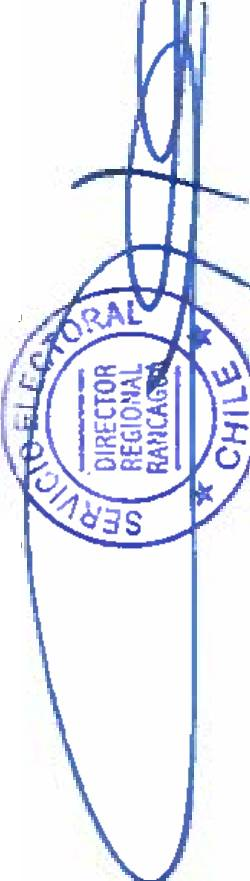 SERVICIO ELECTORAL
DIRECTOR
REGIONAL
RANCAGUA
★ CHILE ★